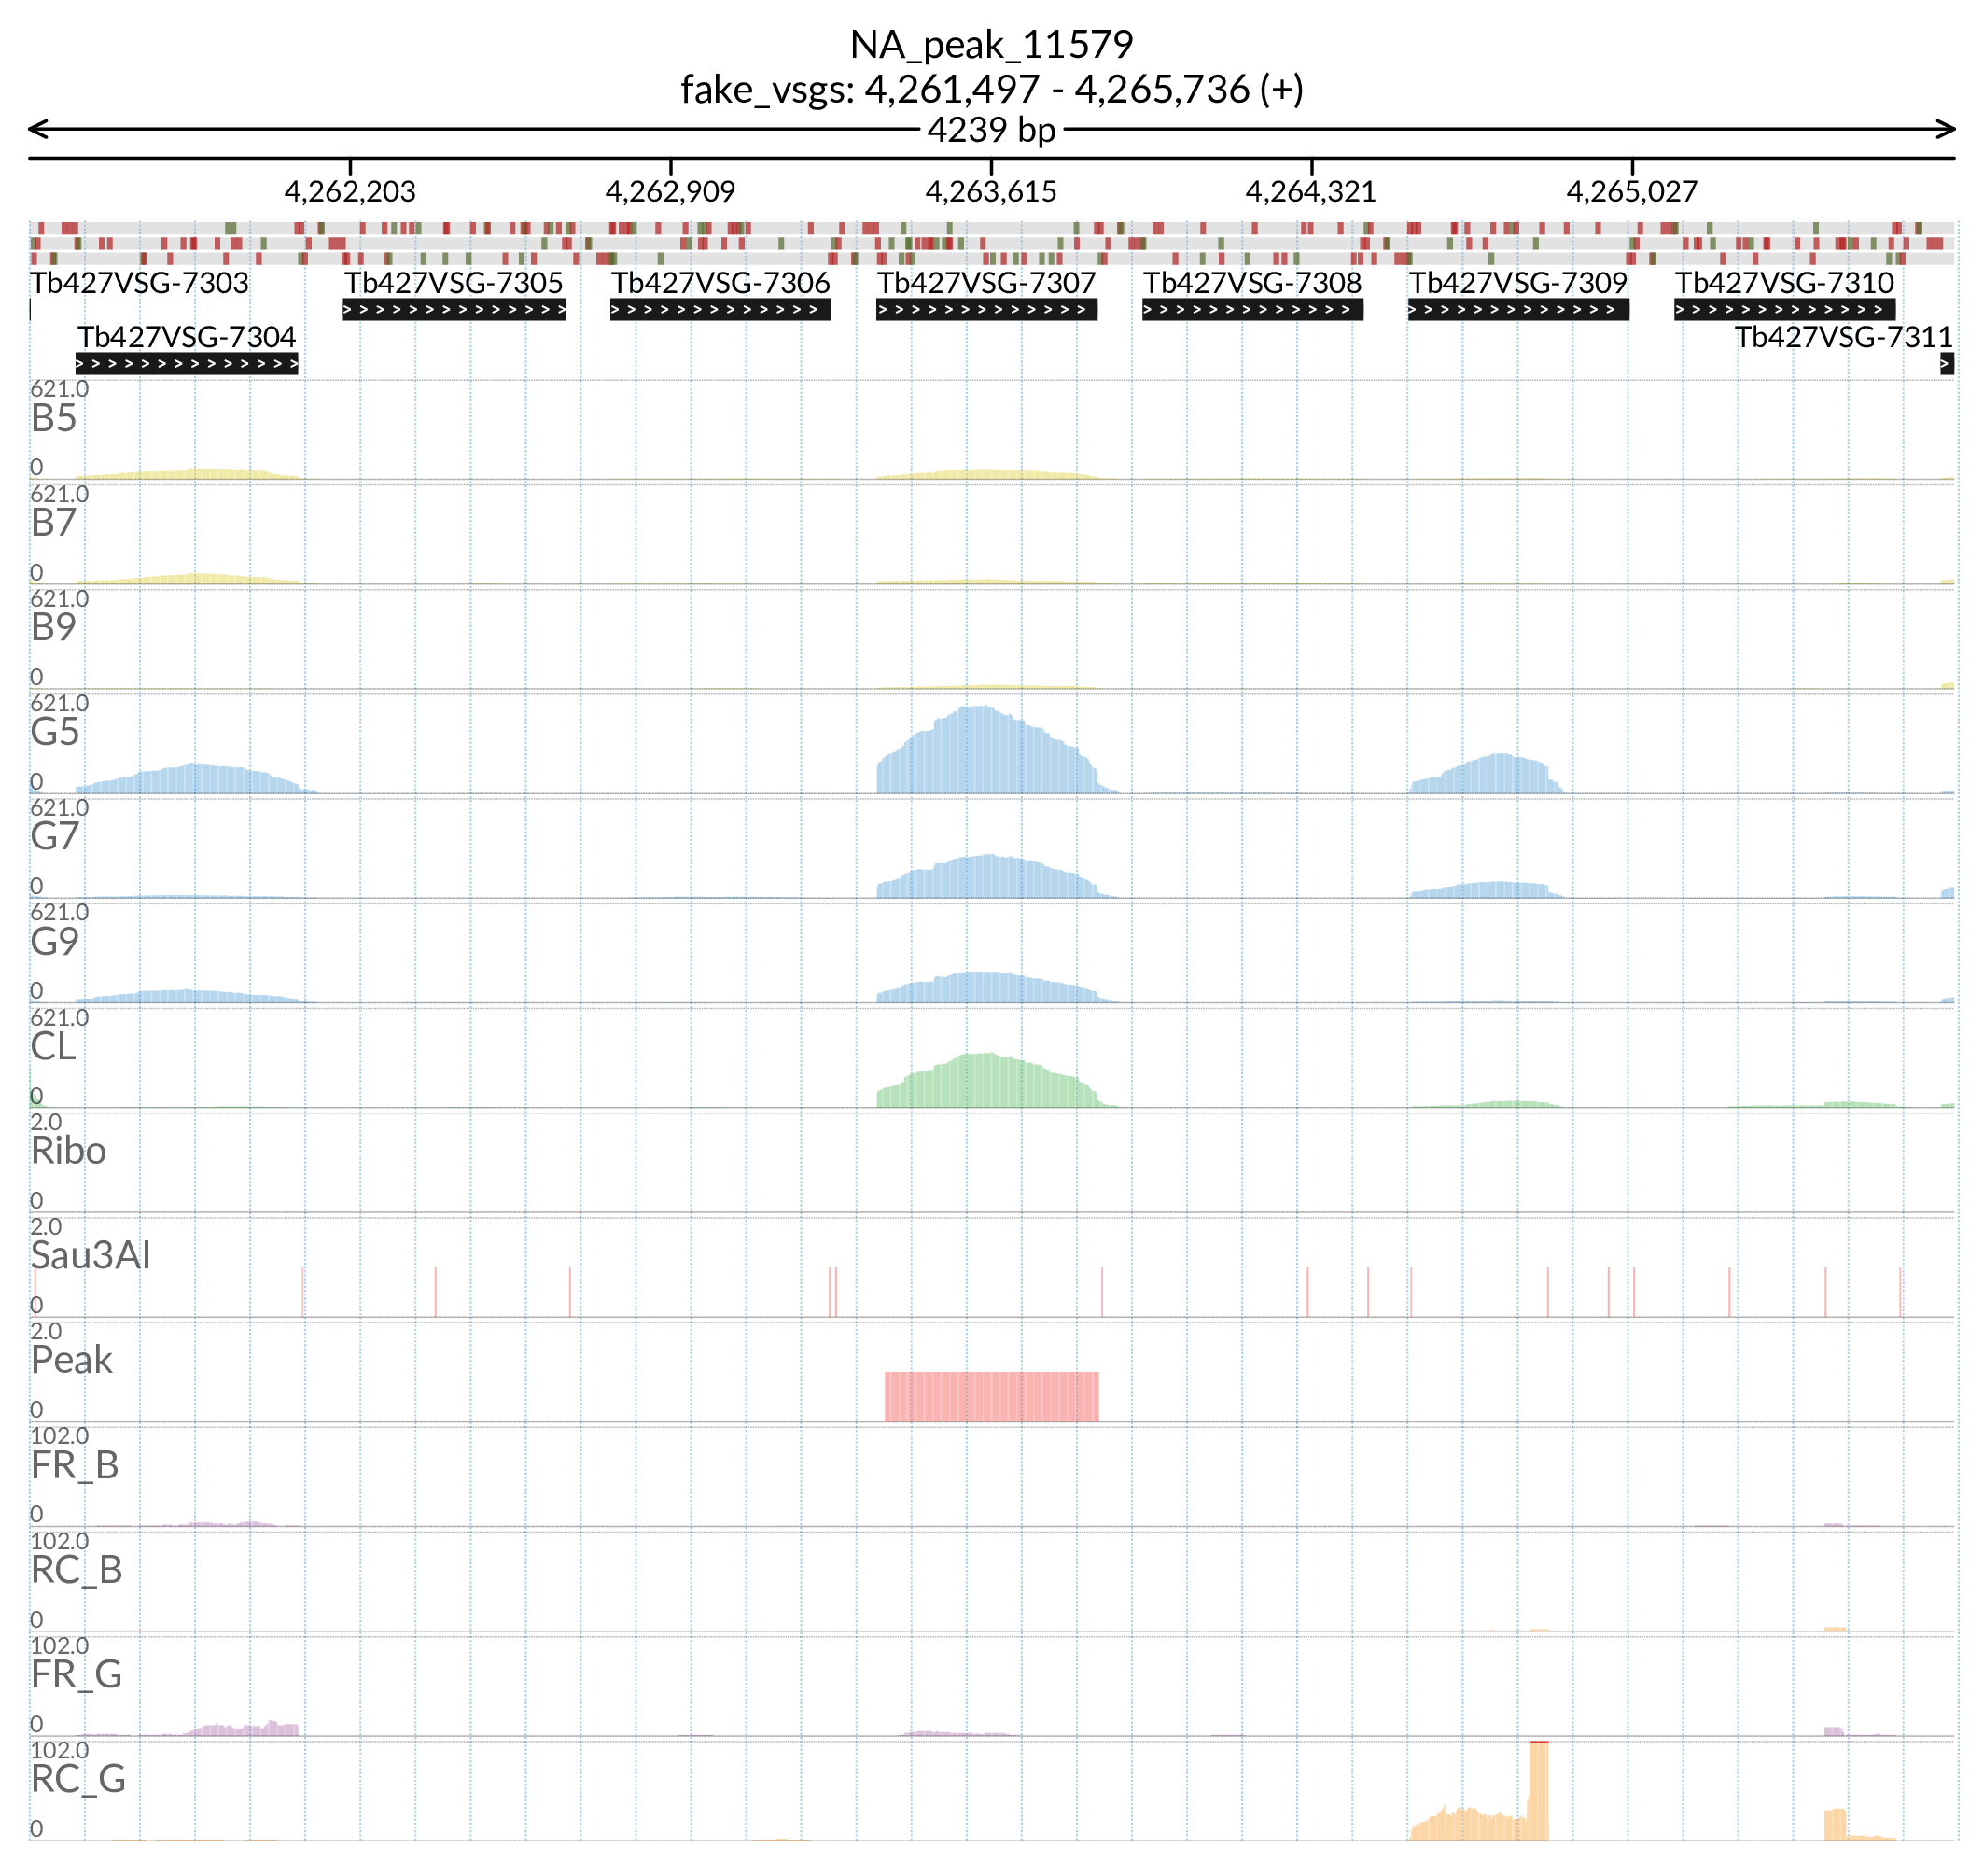 NA_peak_11579
fake_vsgs: 4,261,497 - 4,265,736 (+)
4239 bp
4,262,203 4,262,909 4,263,615 4,264,321 4,265,027
Tb427VSG-7303 Tb427VSG-7305 Tb427VSG-7306 Tb427VSG-7307 Tb427VSG-7308 Tb427VSG-7309 Tb427VSG-7310
Tb427VSG-7304 Tb427VSG-7311
621.0
B5
0
621.0
B7
0
621.0
B9
0
621.0
G5
0
621.0
G7
0
621.0
G9
0
621.0
CL
0
2.0
Ribo
0
2.0
Sau3AI
0
2.0
Peak
0
102.0
FR_B
0
102.0
RC_B
0
102.0
FR_G
0
102.0
RC_G
0